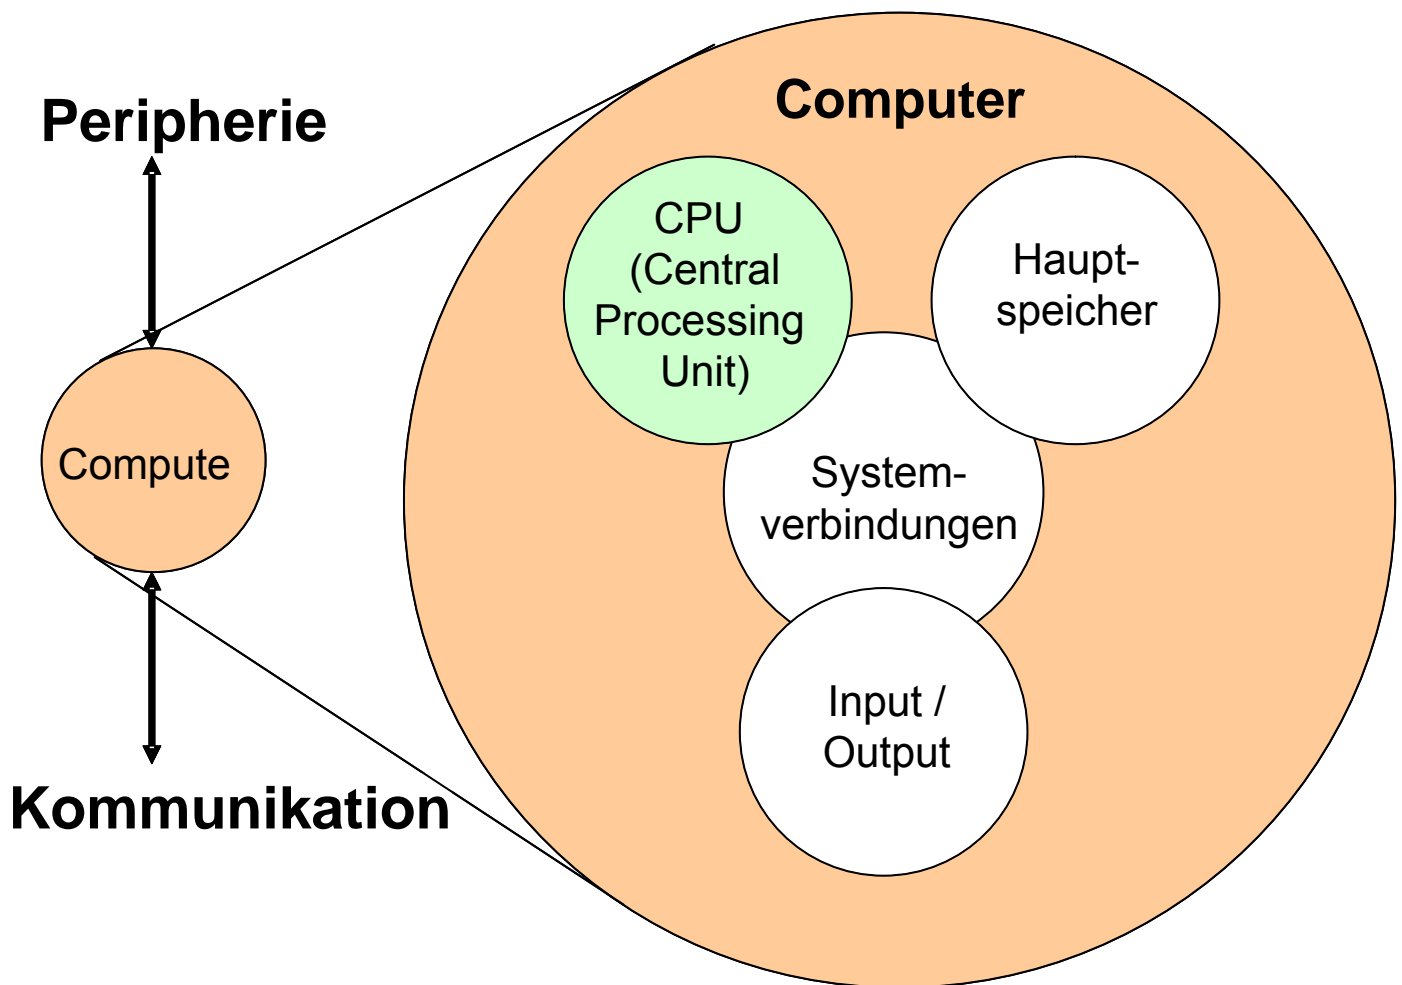 Peripherie
Compute
Kommunikation
Computer
CPU
(Central
Processing
Unit)
Haupt-
speicher
System-
verbindungen
Input /
Output